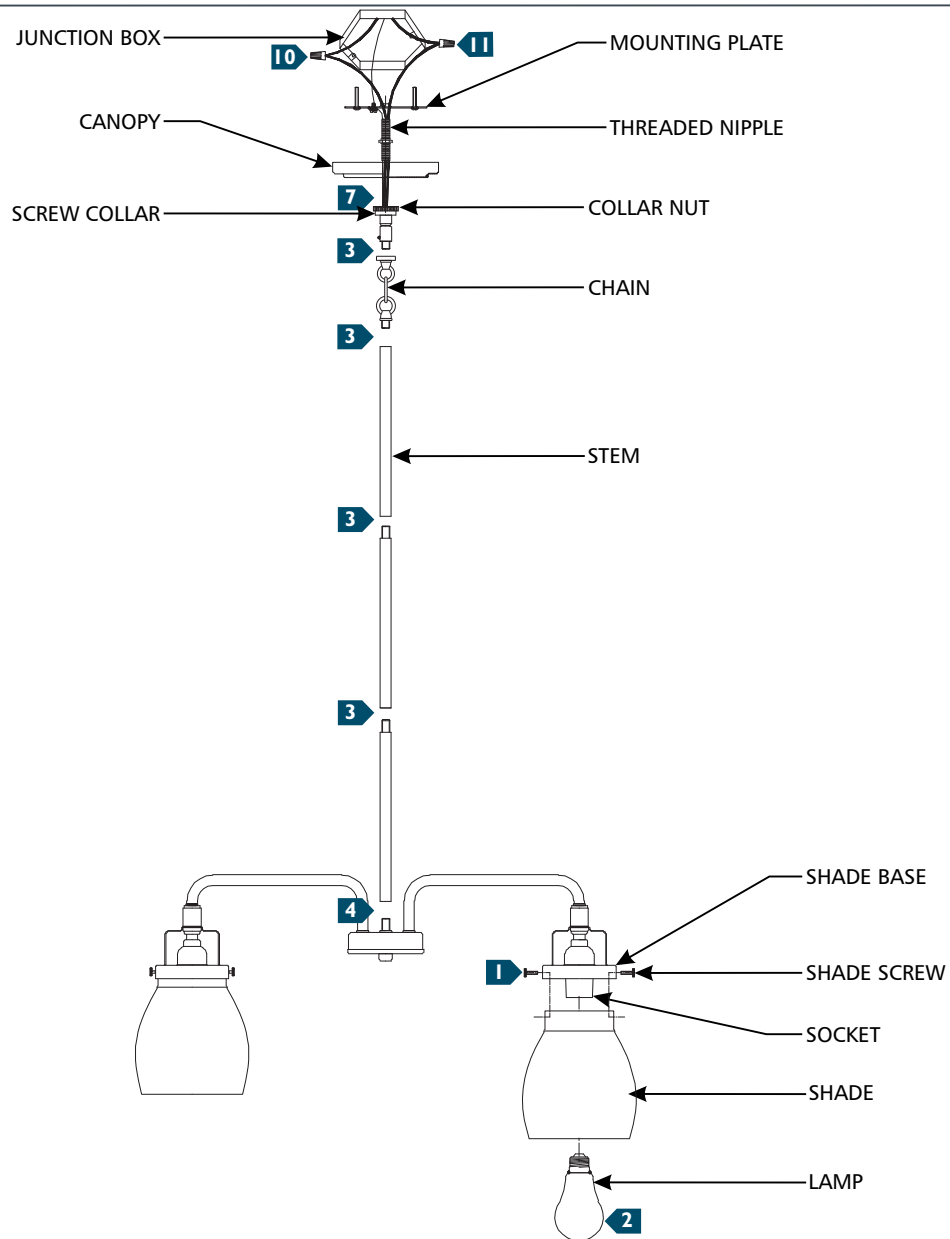 JUNCTION BOX
10
11
MOUNTING PLATE
CANOPY
THREADED NIPPLE
7
SCREW COLLAR
COLLAR NUT
3
CHAIN
3
STEM
3
3
SHADE BASE
4
1
SHADE SCREW
SOCKET
SHADE
LAMP
2